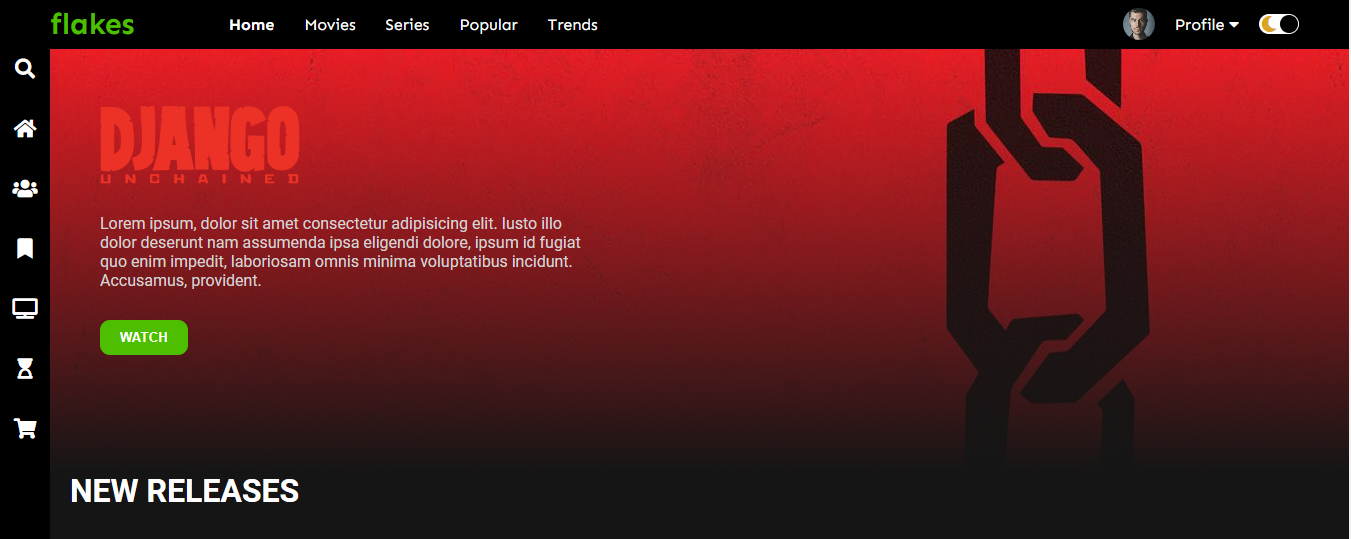 flakes
Home Movies Series Popular Trends
Profile
DJANGO
UNCHAINED
Lorem ipsum, dolor sit amet consectetur adipisicing elit. Iusto illo
dolor deserunt nam assumenda ipsa eligendi dolore, ipsum id fugiat
quo enim impedit, laboriosam omnis minima voluptatibus incidunt.
Accusamus, provident.
WATCH
NEW RELEASES